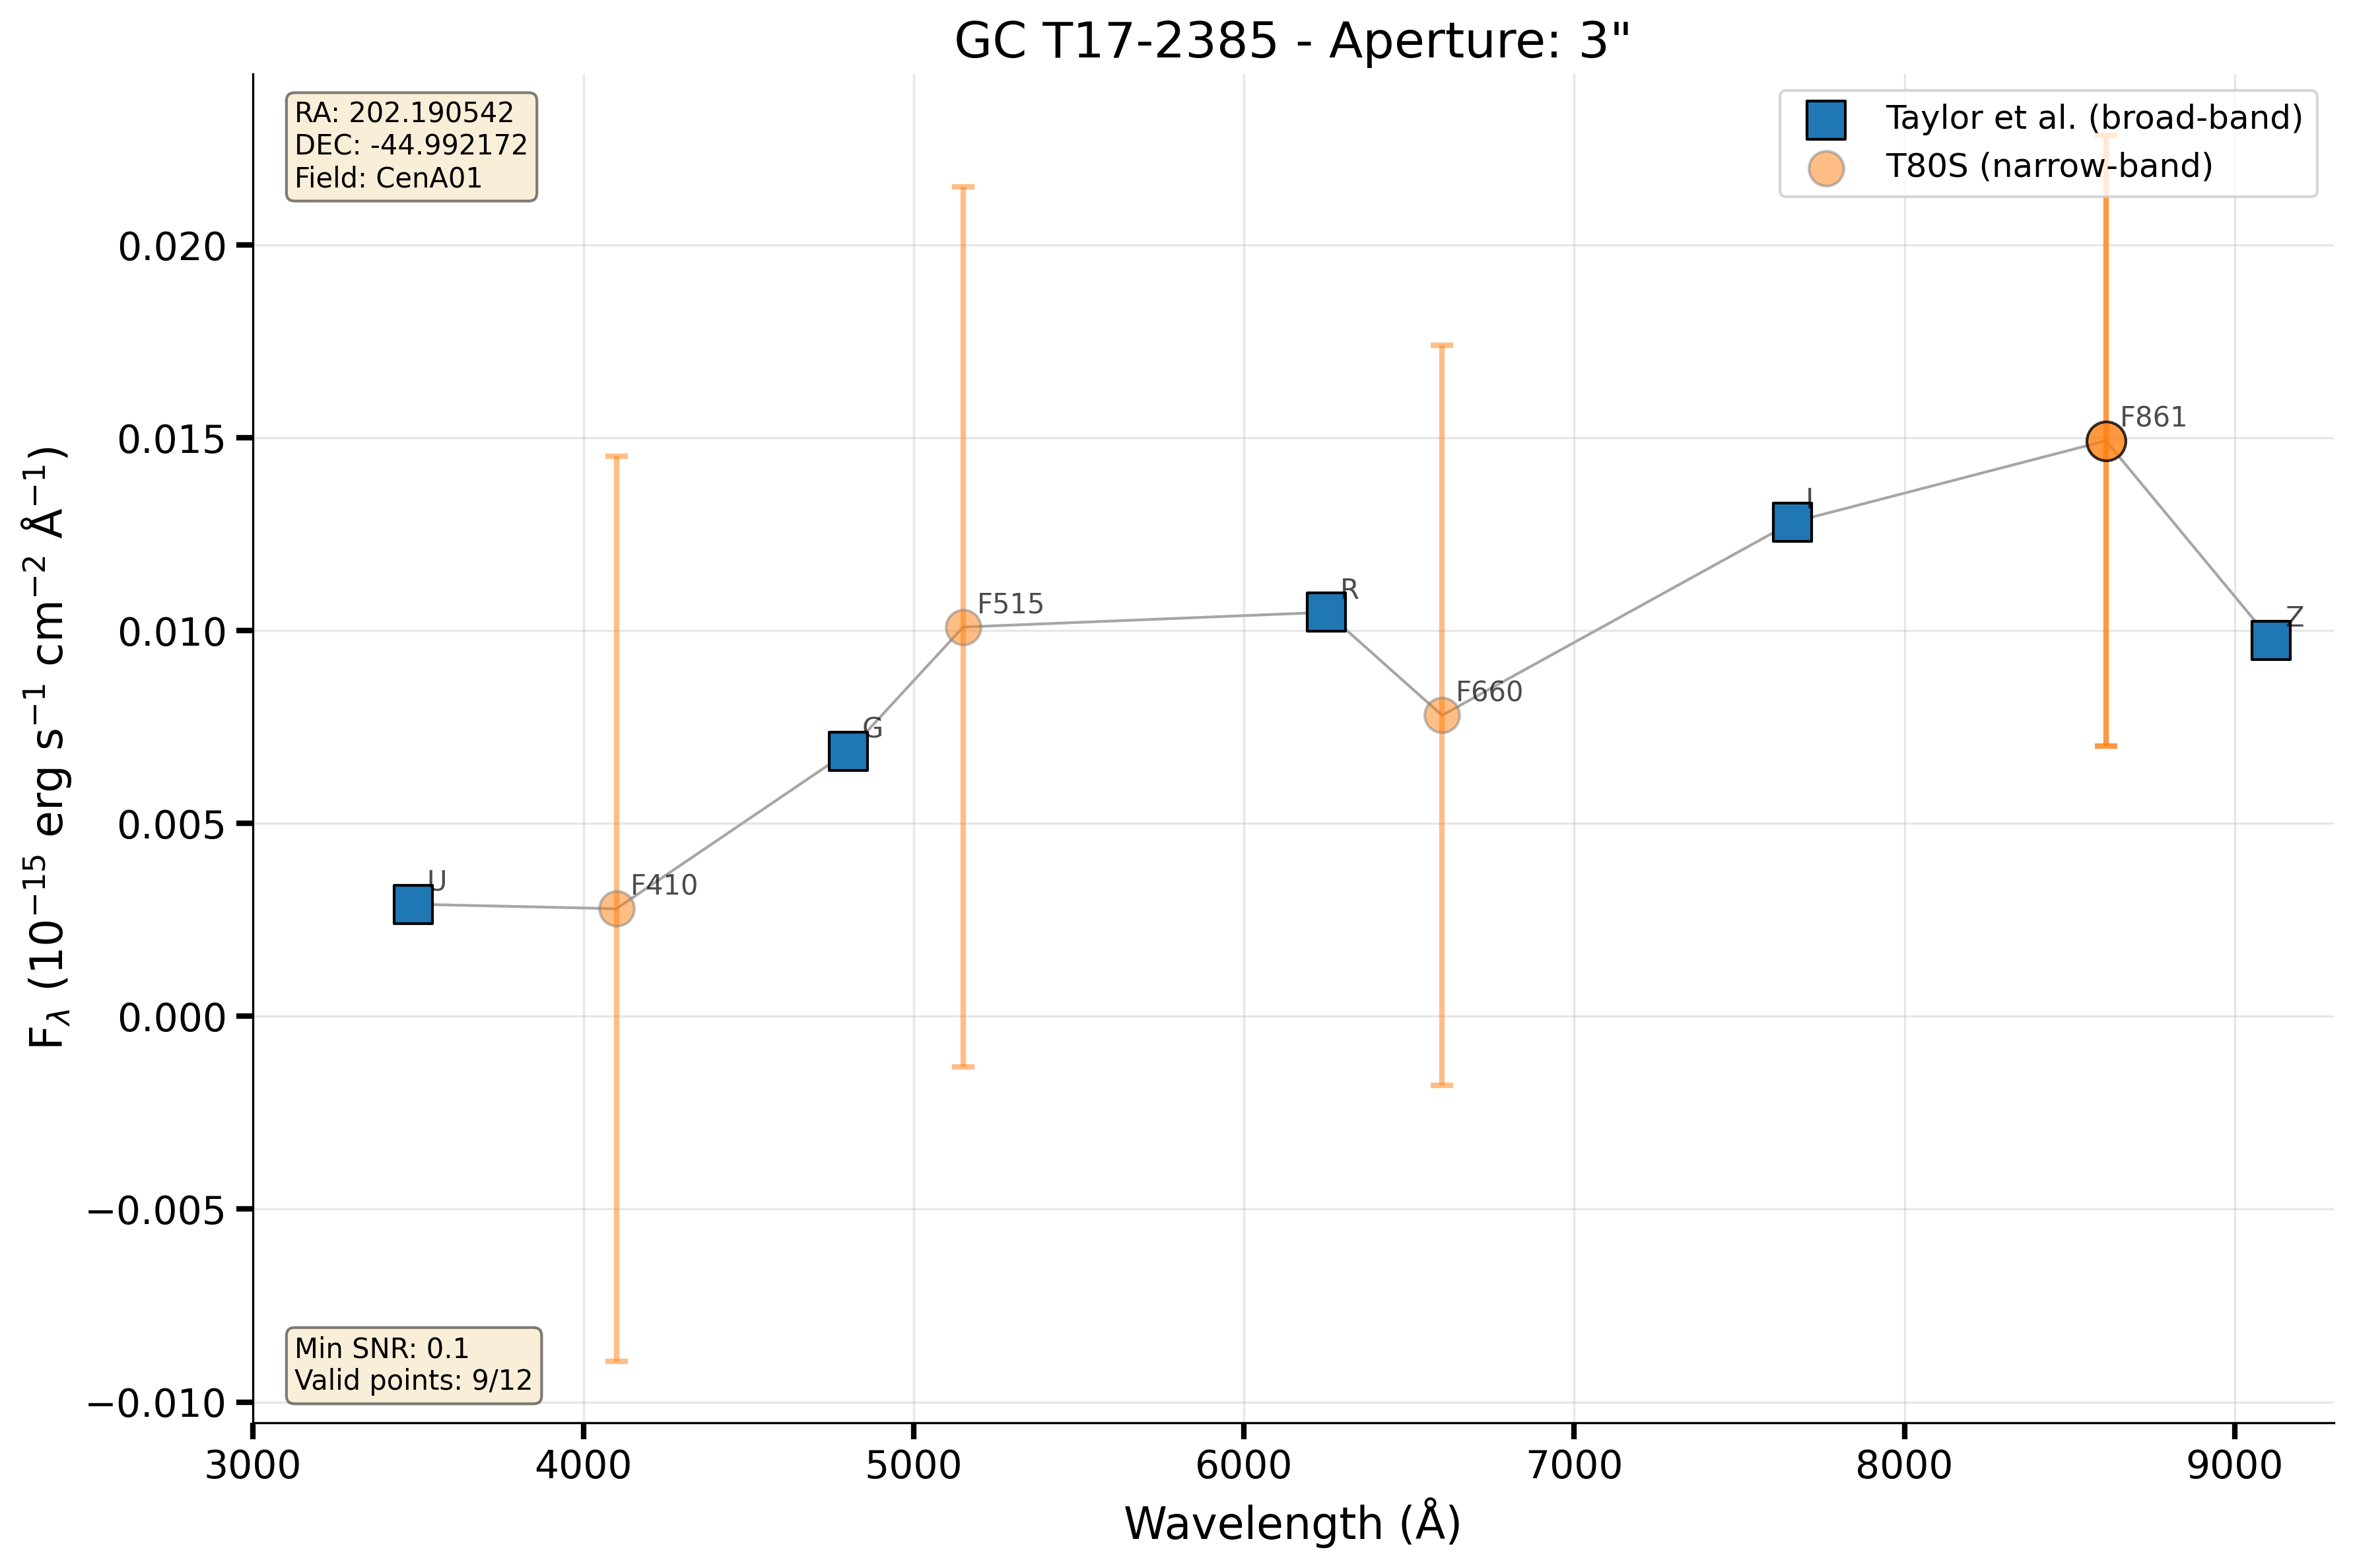 GC T17-2385 - Aperture: 3"
RA: 202.190542
DEC: -44.992172
Field: CenA01
Taylor et al. (broad-band)
T80S (narrow-band)
F_λ (10⁻¹⁵ erg s⁻¹ cm⁻² Å⁻¹)
0.020
0.015
0.010
0.005
0.000
−0.005
−0.010
U
F410
G
F515
R
F660
I
F861
Z
Min SNR: 0.1
Valid points: 9/12
3000 4000 5000 6000 7000 8000 9000
Wavelength (Å)